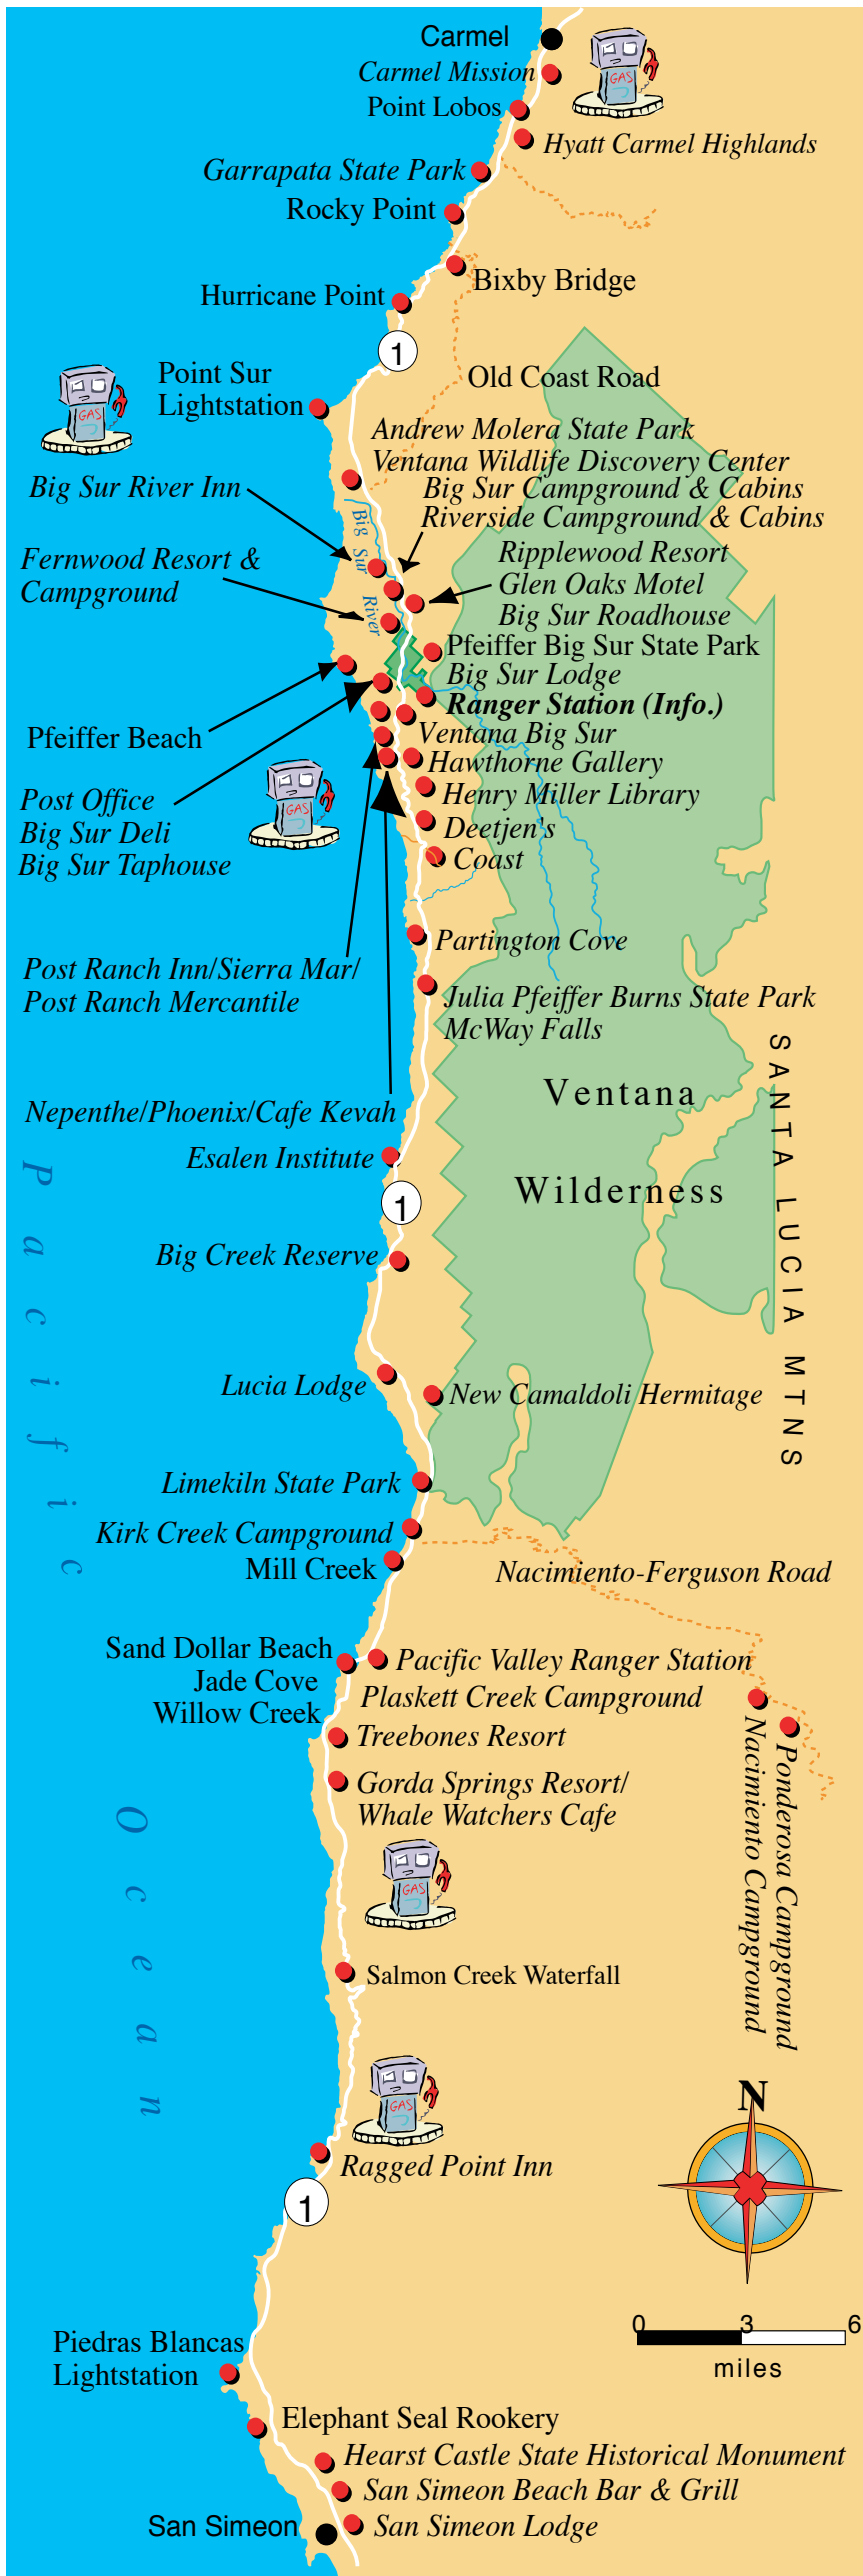 Carmel
Carmel Mission
GAS
Point Lobos
Hyatt Carmel Highlands
Garrapata State Park
Rocky Point
Bixby Bridge
Hurricane Point
1
Point Sur
Lightstation
Old Coast Road
GAS
Andrew Molera State Park
Ventana Wildlife Discovery Center
Big Sur River Inn
Big Sur Campground & Cabins
Riverside Campground & Cabins
Big Sur River
Fernwood Resort &
Campground
Ripplewood Resort
Glen Oaks Motel
Big Sur Roadhouse
Pfeiffer Big Sur State Park
Big Sur Lodge
Ranger Station (Info.)
Pfeiffer Beach
Ventana Big Sur
Hawthorne Gallery
Henry Miller Library
Post Office
Big Sur Deli
Big Sur Taphouse
GAS
Deetjen's
Coast
Partington Cove
Post Ranch Inn/Sierra Mar/
Post Ranch Mercantile
Julia Pfeiffer Burns State Park
McWay Falls
Ventana
Wilderness
SANTA LUCIA MTNS
Nepenthe/Phoenix/Cafe Kevah
Esalen Institute
1
Big Creek Reserve
Pacific
Lucia Lodge
New Camaldoli Hermitage
Limekiln State Park
Kirk Creek Campground
Mill Creek
Nacimiento-Ferguson Road
Sand Dollar Beach
Jade Cove
Willow Creek
Pacific Valley Ranger Station
Plaskett Creek Campground
Treebones Resort
Ponderosa Campground
Nacimiento Campground
Gorda Springs Resort/
Whale Watchers Cafe
Ocean
GAS
Salmon Creek Waterfall
GAS
Ragged Point Inn
1
N
0 3 6
miles
Piedras Blancas
Lightstation
Elephant Seal Rookery
Hearst Castle State Historical Monument
San Simeon Beach Bar & Grill
San Simeon
San Simeon Lodge